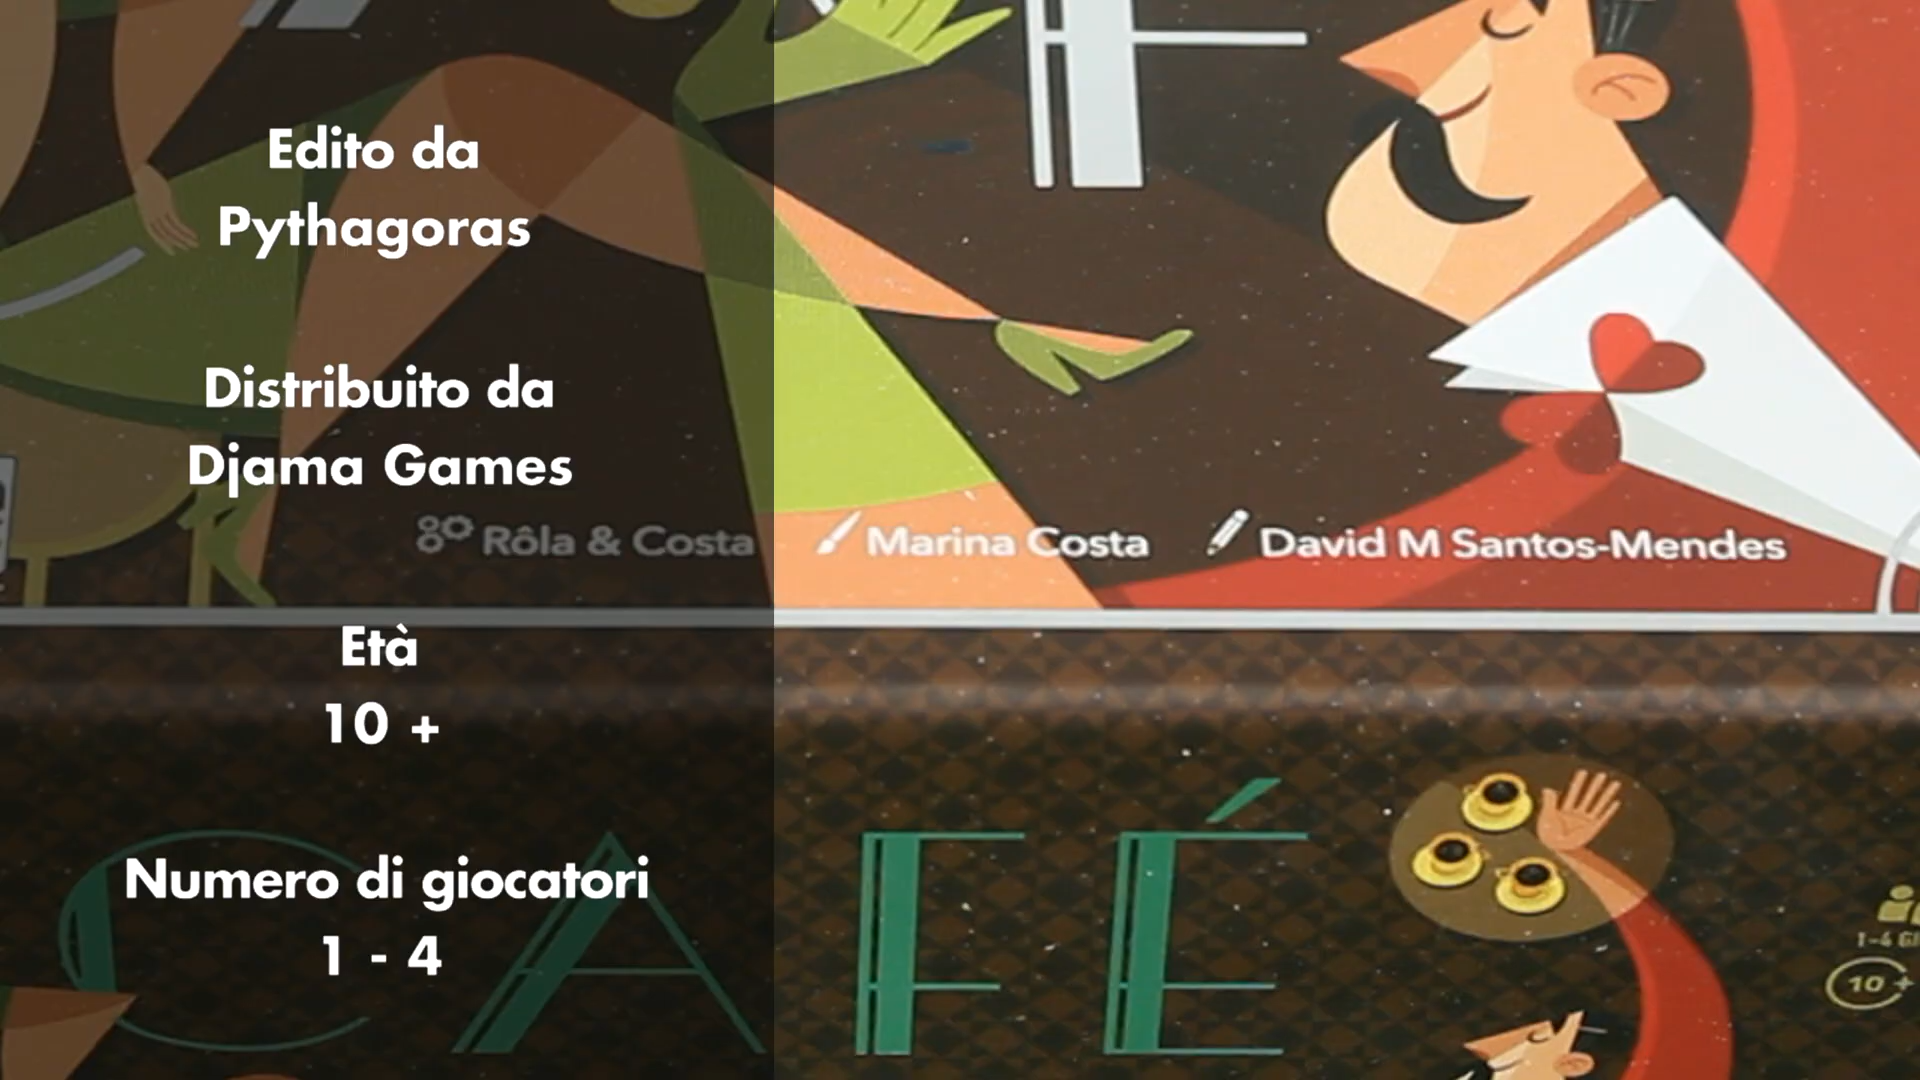 Edito da
Pythagoras
Distribuito da
Djama Games
Rôla & Costa
Marina Costa
David M Santos-Mendes
Età
10 +
Numero di giocatori
1 - 4
CAFÉ
10 +